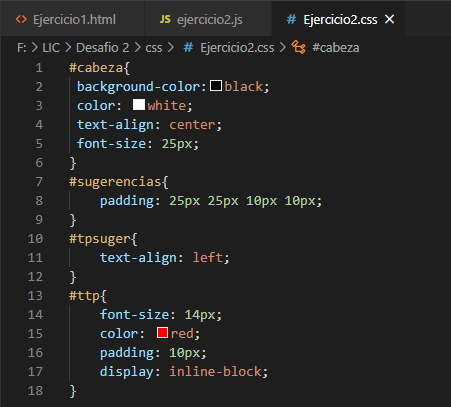 <> Ejercicio1.html JS ejercicio2.js # Ejercicio2.css ×
F: > LIC > Desafio 2 > css > # Ejercicio2.css > #cabeza
1 #cabeza{
2 background-color: black;
3 color: white;
4 text-align: center;
5 font-size: 25px;
6 }
7 #sugerencias{
8 padding: 25px 25px 10px 10px;
9 }
10 #tpsuger{
11 text-align: left;
12 }
13 #ttp{
14 font-size: 14px;
15 color: red;
16 padding: 10px;
17 display: inline-block;
18 }